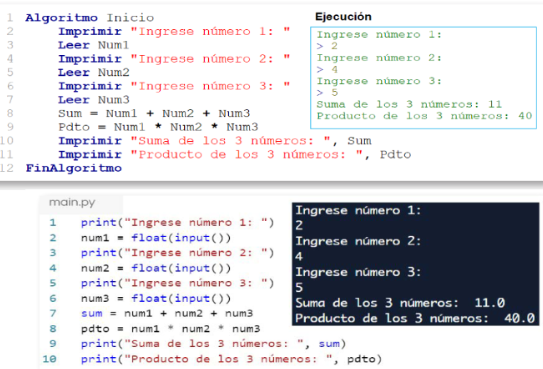 1 Algoritmo Inicio
2 Imprimir "Ingrese número 1: "
3 Leer Num1
4 Imprimir "Ingrese número 2: "
5 Leer Num2
6 Imprimir "Ingrese número 3: "
7 Leer Num3
8 Sum = Num1 + Num2 + Num3
9 Pdto = Num1 * Num2 * Num3
10 Imprimir "Suma de los 3 números: ", Sum
11 Imprimir "Producto de los 3 números: ", Pdto
12 FinAlgoritmo
Ejecución
Ingrese número 1:
> 2
Ingrese número 2:
> 4
Ingrese número 3:
> 5
Suma de los 3 números: 11
Producto de los 3 números: 40
main.py
1 print("Ingrese número 1: ")
2 num1 = float(input())
3 print("Ingrese número 2: ")
4 num2 = float(input())
5 print("Ingrese número 3: ")
6 num3 = float(input())
7 sum = num1 + num2 + num3
8 pdto = num1 * num2 * num3
9 print("Suma de los 3 números: ", sum)
10 print("Producto de los 3 números: ", pdto)
Ingrese número 1:
2
Ingrese número 2:
4
Ingrese número 3:
5
Suma de los 3 números: 11.0
Producto de los 3 números: 40.0